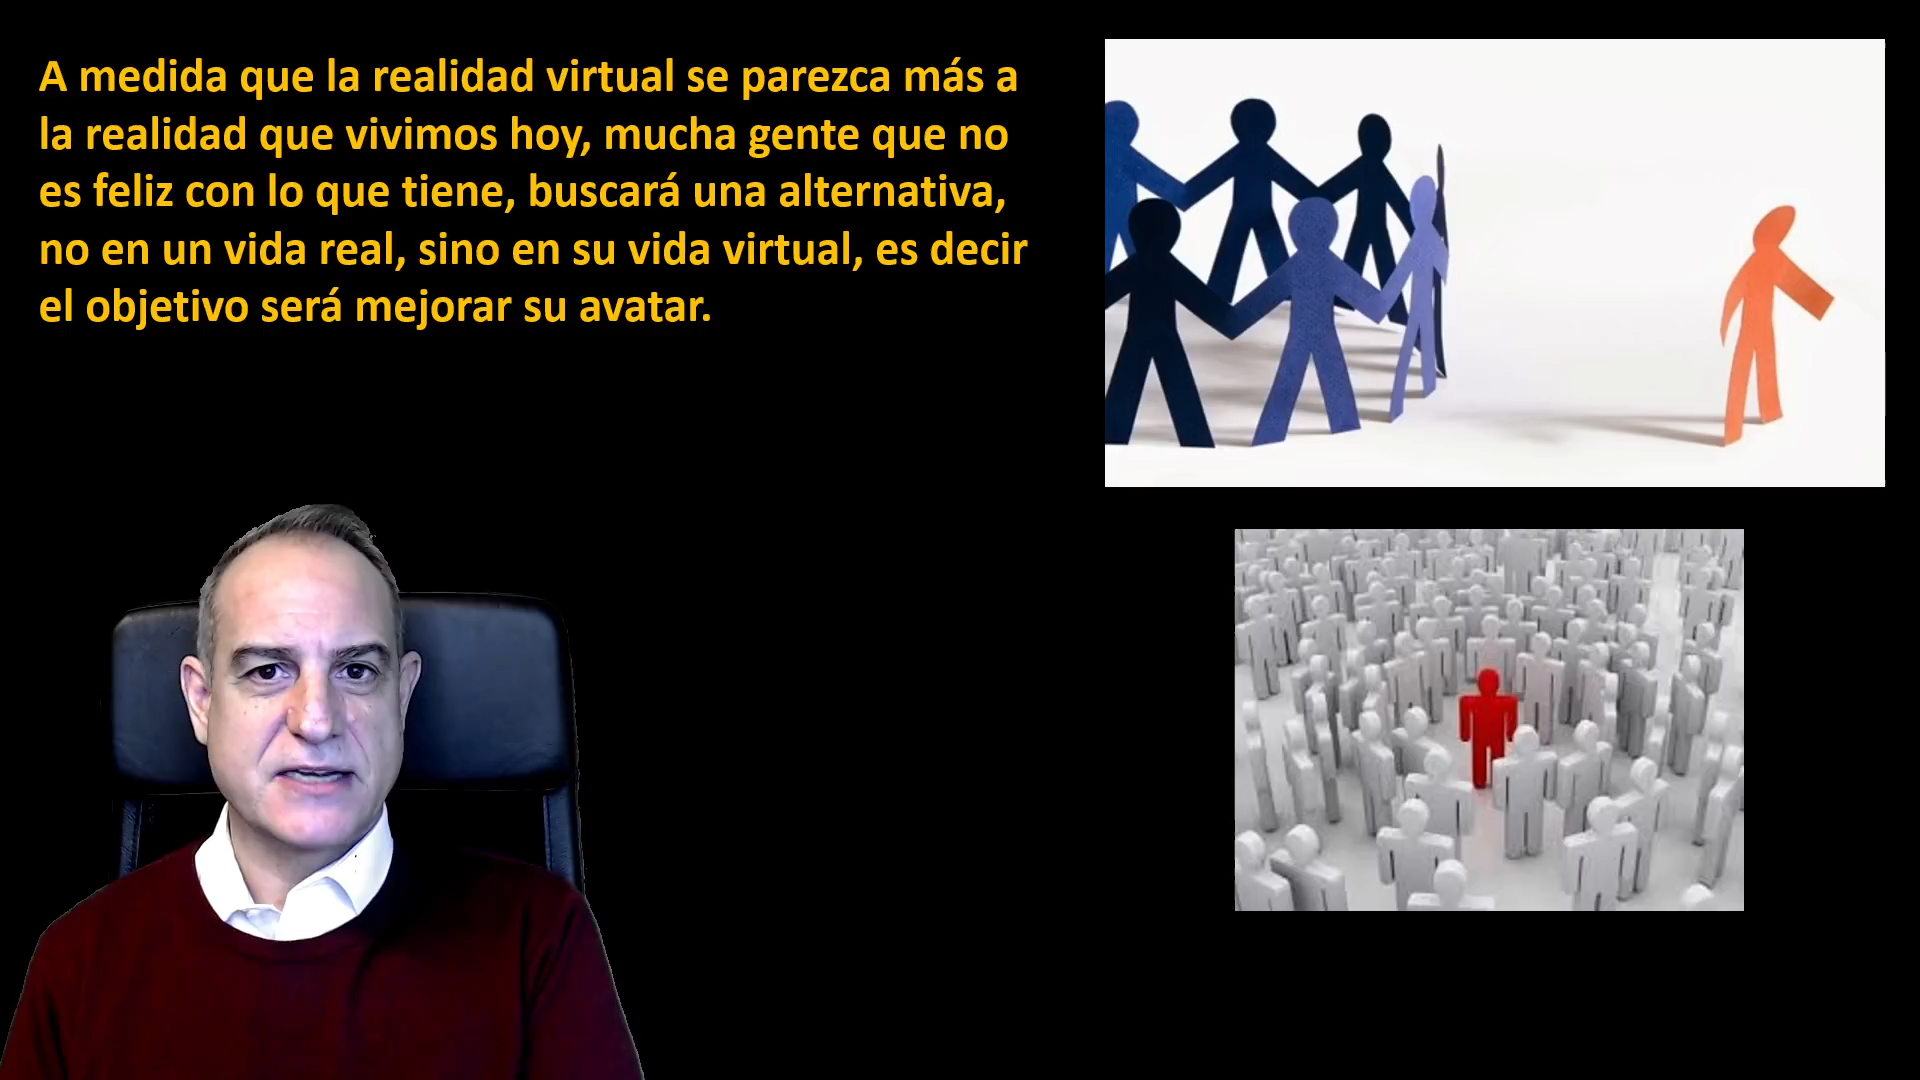 A medida que la realidad virtual se parezca más a
la realidad que vivimos hoy, mucha gente que no
es feliz con lo que tiene, buscará una alternativa,
no en un vida real, sino en su vida virtual, es decir
el objetivo será mejorar su avatar.